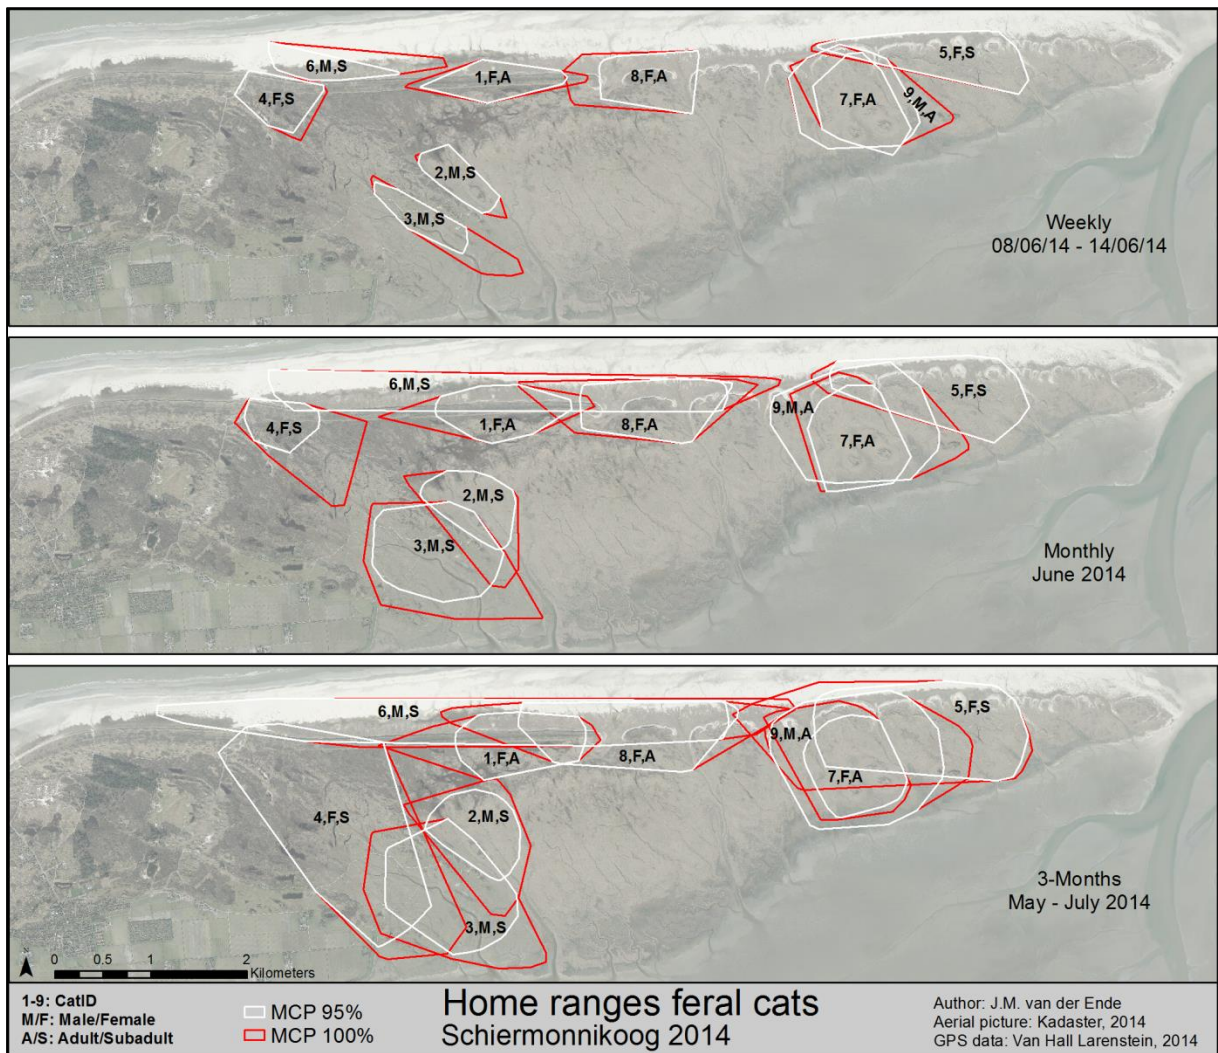 6,M,S
5,F,S
1,F,A
8,F,A
4,F,S
7,F,A
9,M,A
2,M,S
3,M,S
Weekly
08/06/14 - 14/06/14
6,M,S
5,F,S
9,M,A
1,F,A
8,F,A
4,F,S
7,F,A
2,M,S
3,M,S
Monthly
June 2014
6,M,S
5,F,S
9,M,A
1,F,A
8,F,A
7,F,A
4,F,S
2,M,S
3-Months
May - July 2014
3,M,S
N
0 0.5 1 2
Kilometers
1-9: CatID
M/F: Male/Female
A/S: Adult/Subadult
MCP 95%
MCP 100%
Home ranges feral cats
Schiermonnikoog 2014
Author: J.M. van der Ende
Aerial picture: Kadaster, 2014
GPS data: Van Hall Larenstein, 2014